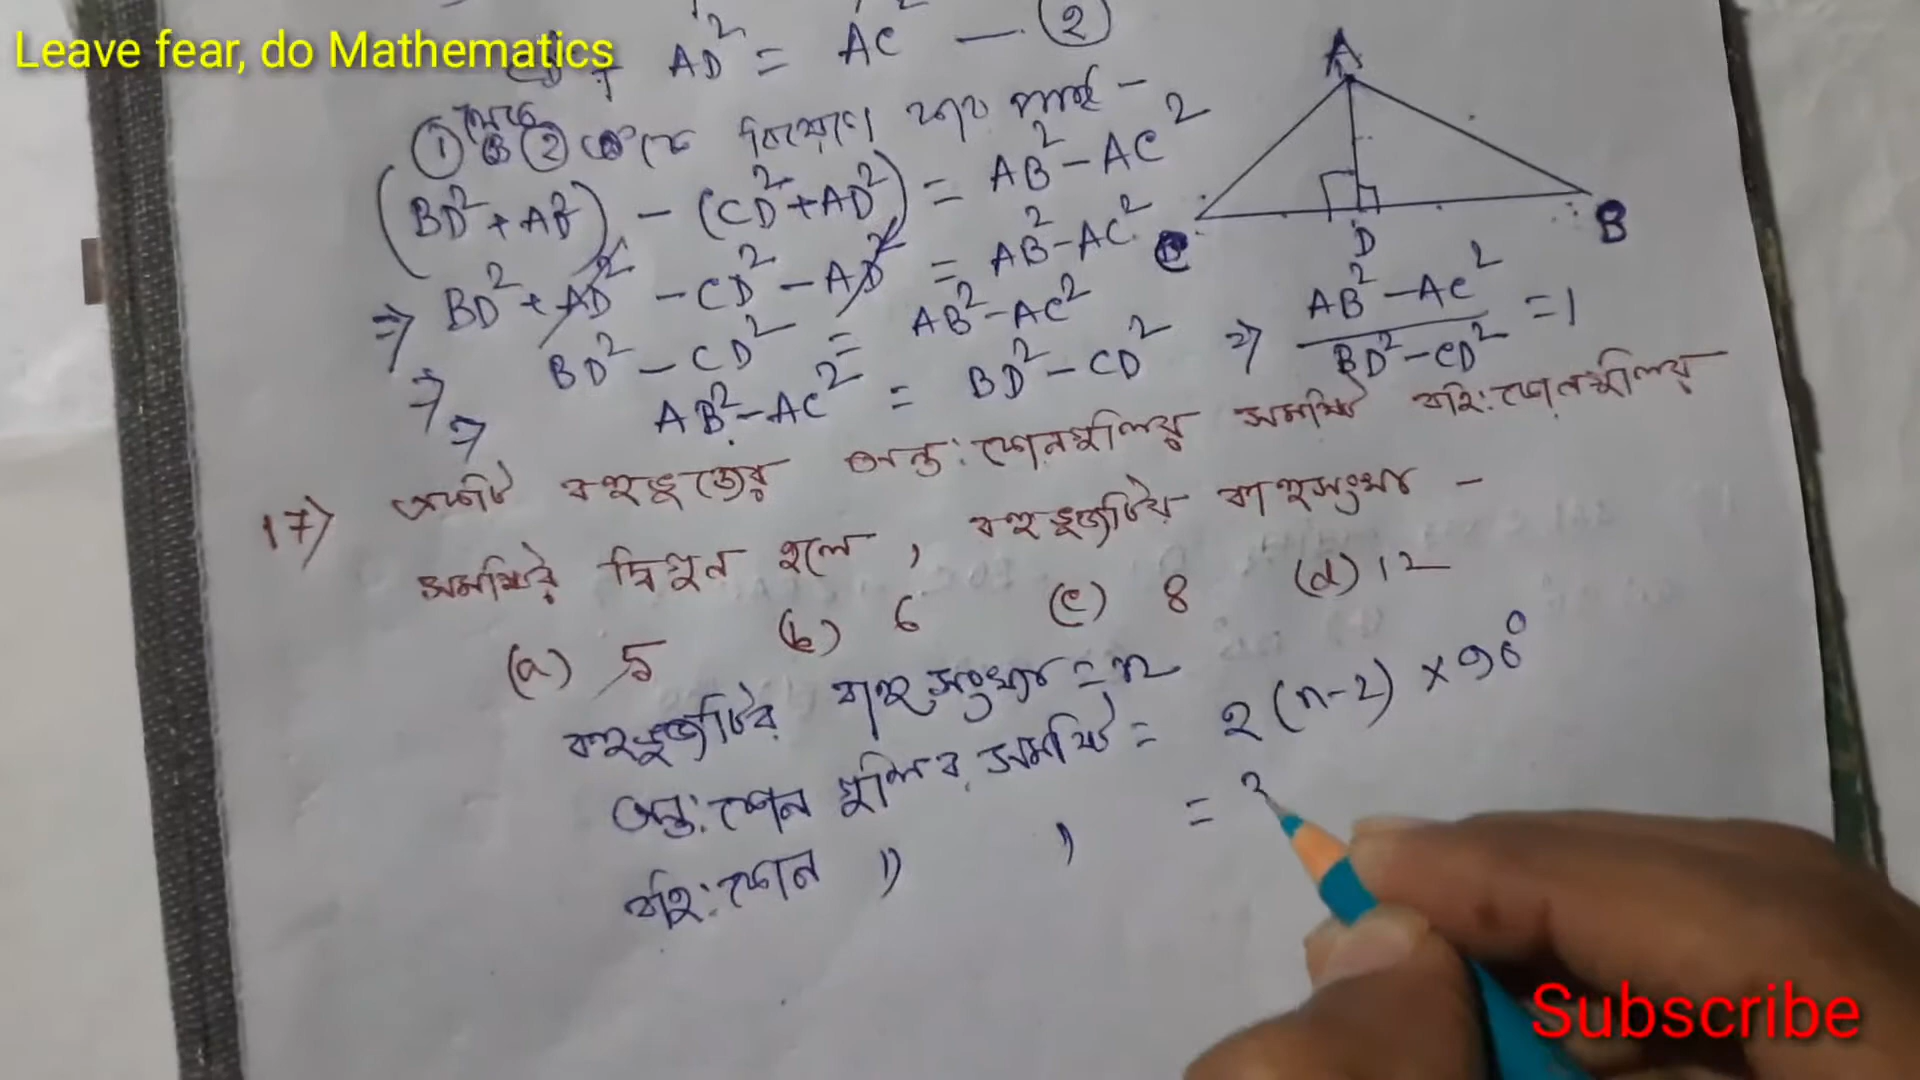 Leave fear, do Mathematics
AD² = AC² — ②
① ② বিয়োগ করে পাই -
(BD² + AD²) - (CD² + AD²) = AB² - AC²
⇒ BD² + AD² - CD² - AD² = AB² - AC²
⇒ BD² - CD² = AB² - AC²
⇒ AB² - AC² = BD² - CD² ⇒ (AB² - AC²)/(BD² - CD²) = 1
A
C D B
17) একটি বহুভুজের অন্তঃকোনগুলির সমষ্টি বহিঃকোনগুলির
সমষ্টির দ্বিগুন হলে, বহুভুজটির বাহুসংখ্যা -
(a) 5 (b) 6 (c) 8 (d) 12
বহুভুজটির বাহুসংখ্যা = n
অন্তঃকোন গুলির সমষ্টি = 2(n-2) × 90°
বহিঃকোন " " =
Subscribe